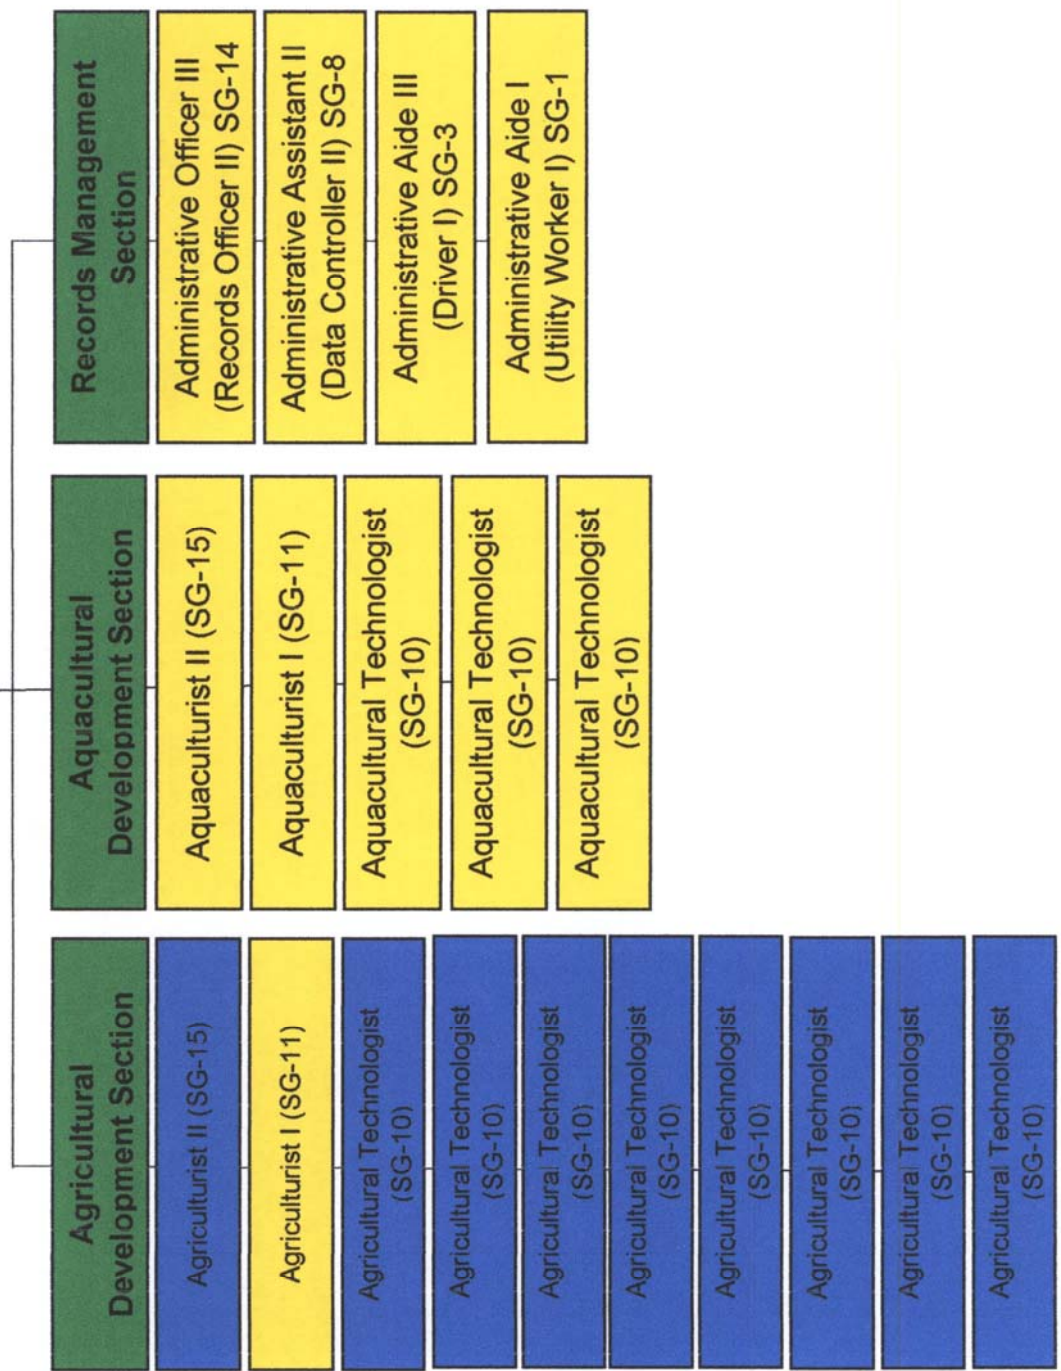 Agricultural
Development Section
Agriculturist II (SG-15)
Agriculturist I (SG-11)
Agricultural Technologist
(SG-10)
Agricultural Technologist
(SG-10)
Agricultural Technologist
(SG-10)
Agricultural Technologist
(SG-10)
Agricultural Technologist
(SG-10)
Agricultural Technologist
(SG-10)
Agricultural Technologist
(SG-10)
Agricultural Technologist
(SG-10)
Aquacultural
Development Section
Aquaculturist II (SG-15)
Aquaculturist I (SG-11)
Aquacultural Technologist
(SG-10)
Aquacultural Technologist
(SG-10)
Aquacultural Technologist
(SG-10)
Records Management
Section
Administrative Officer III
(Records Officer II) SG-14
Administrative Assistant II
(Data Controller II) SG-8
Administrative Aide III
(Driver I) SG-3
Administrative Aide I
(Utility Worker I) SG-1